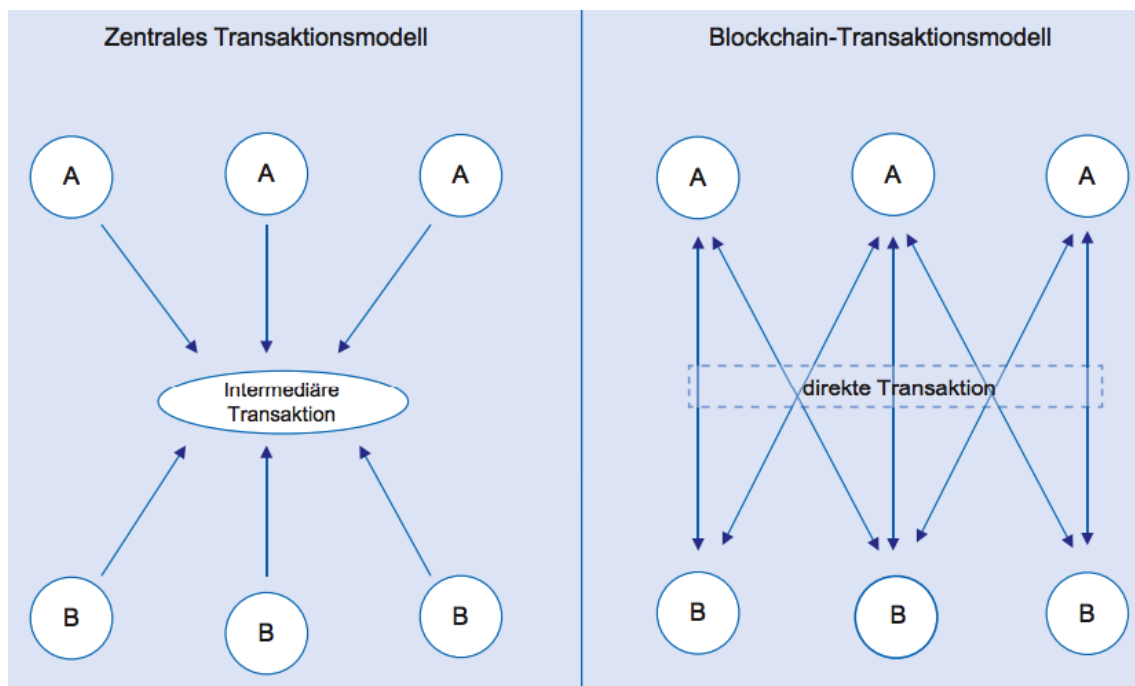 Zentrales Transaktionsmodell
Blockchain-Transaktionsmodell
A
A
A
A
A
A
Intermediäre
Transaktion
direkte Transaktion
B
B
B
B
B
B